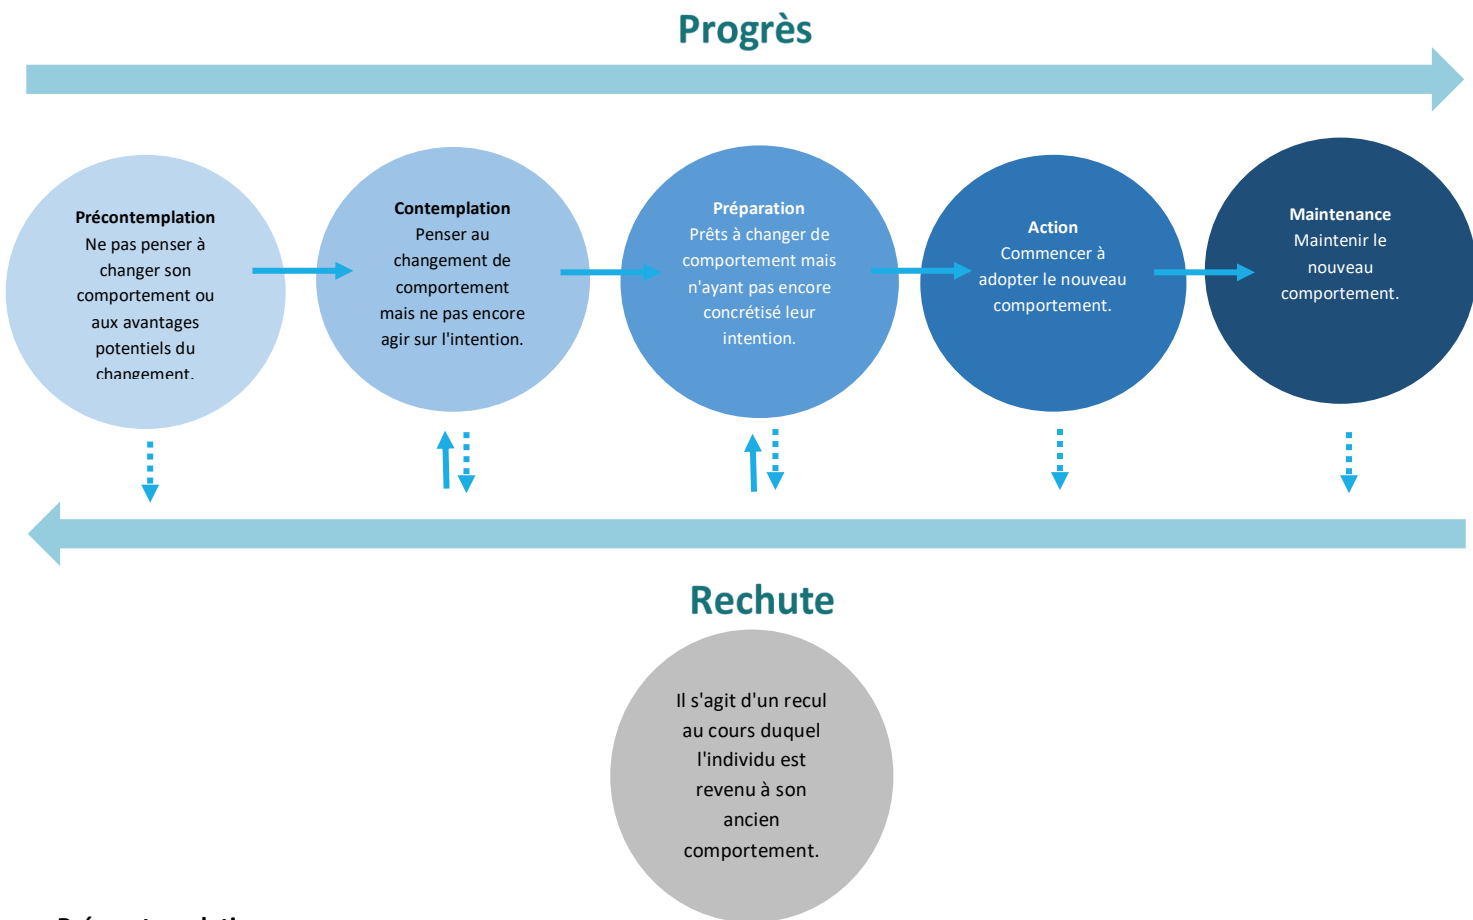 Progrès
Précontemplation
Ne pas penser à
changer son
comportement ou
aux avantages
potentiels du
changement.
Contemplation
Penser au
changement de
comportement
mais ne pas encore
agir sur l'intention.
Préparation
Prêts à changer de
comportement mais
n'ayant pas encore
concrétisé leur
intention.
Action
Commencer à
adopter le nouveau
comportement.
Maintenance
Maintenir le
nouveau
comportement.
Rechute
Il s'agit d'un recul
au cours duquel
l'individu est
revenu à son
ancien
comportement.